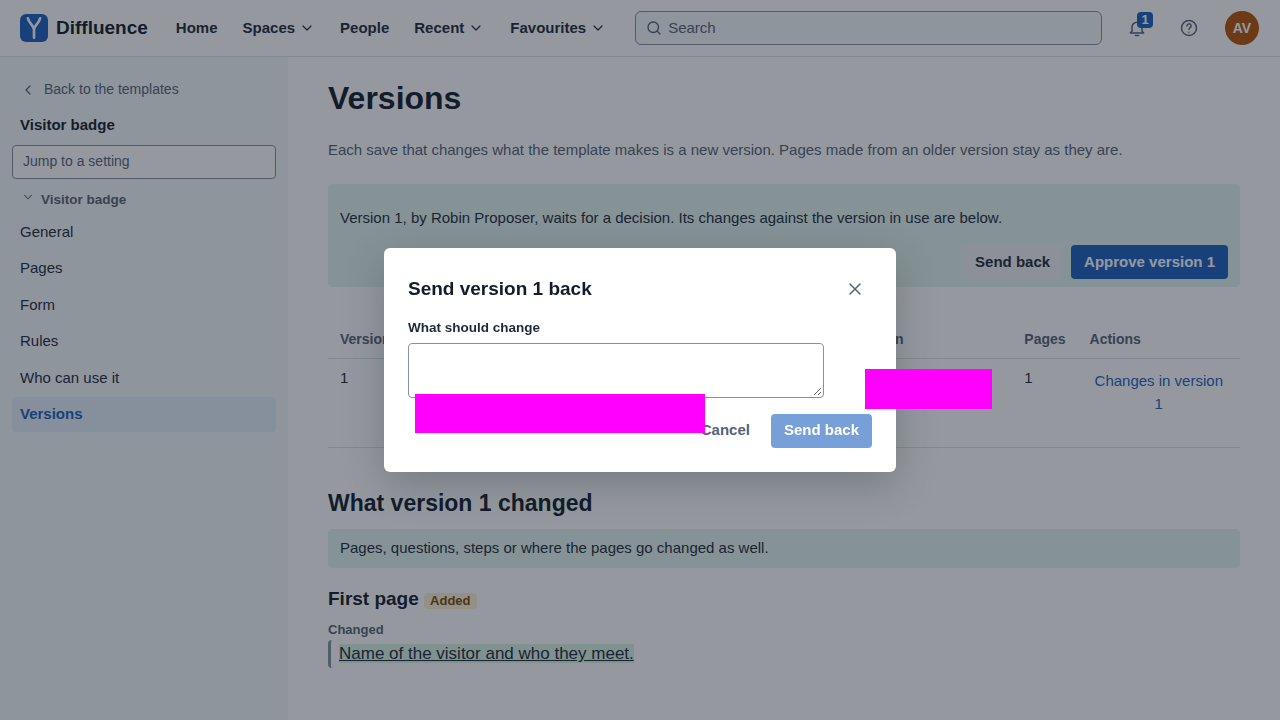 Diffluence Home Spaces People Recent Favourites Search 1 AV
Back to the templates
Visitor badge
Jump to a setting
Visitor badge
General
Pages
Form
Rules
Who can use it
Versions
Versions
Each save that changes what the template makes is a new version. Pages made from an older version stay as they are.
Version 1, by Robin Proposer, waits for a decision. Its changes against the version in use are below.
Send back Approve version 1
Pages Actions
1 1 Changes in version
1
Send version 1 back
What should change
Cancel Send back
What version 1 changed
Pages, questions, steps or where the pages go changed as well.
First page Added
Changed
Name of the visitor and who they meet.